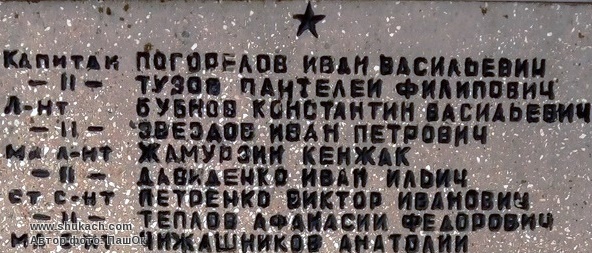 КАПИТАН ПОГОРЕЛОВ ИВАН ВАСИЛЬЕВИЧ
— II — ТУЗОВ ПАНТЕЛЕЙ ФИЛИПОВИЧ
Л-НТ БУБНОВ КОНСТАНТИН ВАСИЛЬЕВИЧ
— II — ЗВЕЗДОВ ИВАН ПЕТРОВИЧ
МЛ Л-НТ ЖАМУРЗИН КЕНЖАК
— II — ДАВИДЕНКО ИВАН ИЛЬИЧ
СТ С-НТ ПЕТРЕНКО ВИКТОР ИВАНОВИЧ
— II — ТЕПЛОВ АФАНАСИЙ ФЕДОРОВИЧ
ЧИЖАШНИКОВ АНАТОЛИЙ
www.shukach.com
Автор фото: ПашОк